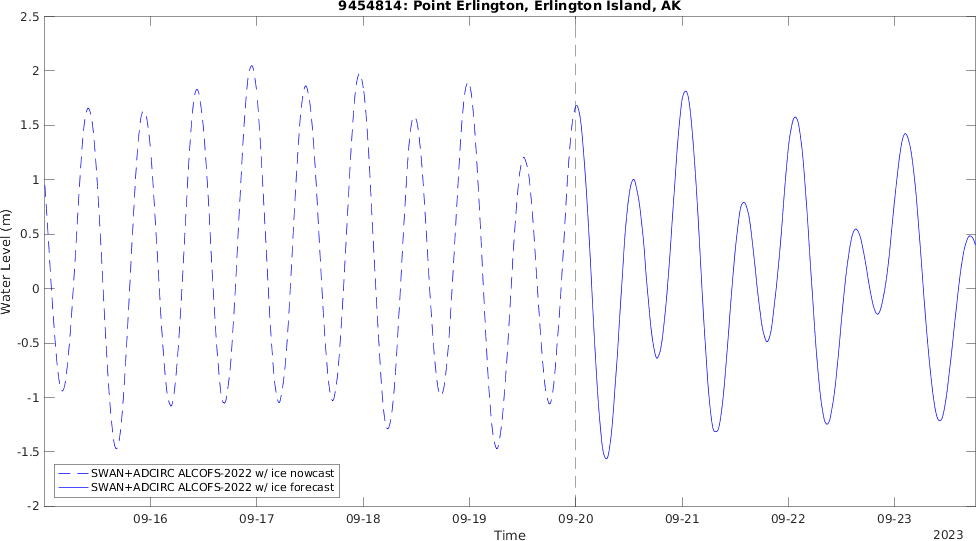 9454814: Point Erlington, Erlington Island, AK
2.5
2
1.5
1
0.5
0
-0.5
-1
-1.5
-2
Water Level (m)
SWAN+ADCIRC ALCOFS-2022 w/ ice nowcast
SWAN+ADCIRC ALCOFS-2022 w/ ice forecast
09-16 09-17 09-18 09-19 09-20 09-21 09-22 09-23
Time
2023